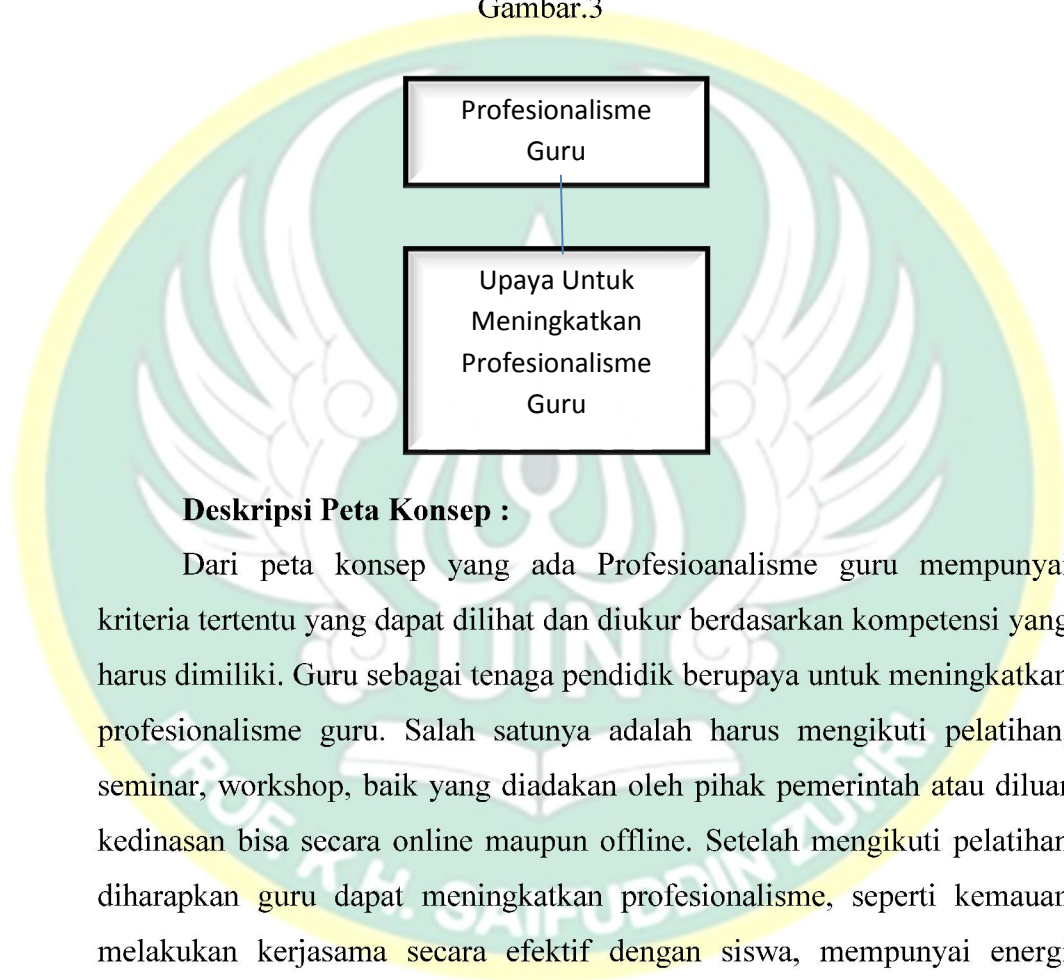 Gambar.3
Profesionalisme
Guru
Upaya Untuk
Meningkatkan
Profesionalisme
Guru
Deskripsi Peta Konsep :
Dari peta konsep yang ada Profesioanalisme guru mempunyai
kriteria tertentu yang dapat dilihat dan diukur berdasarkan kompetensi yang
harus dimiliki. Guru sebagai tenaga pendidik berupaya untuk meningkatkan
profesionalisme guru. Salah satunya adalah harus mengikuti pelatihan
seminar, workshop, baik yang diadakan oleh pihak pemerintah atau diluar
kedinasan bisa secara online maupun offline. Setelah mengikuti pelatihan
diharapkan guru dapat meningkatkan profesionalisme, seperti kemauan
melakukan kerjasama secara efektif dengan siswa, mempunyai energi
UIN
PROF. K.H. SAIFUDDIN ZUHRI